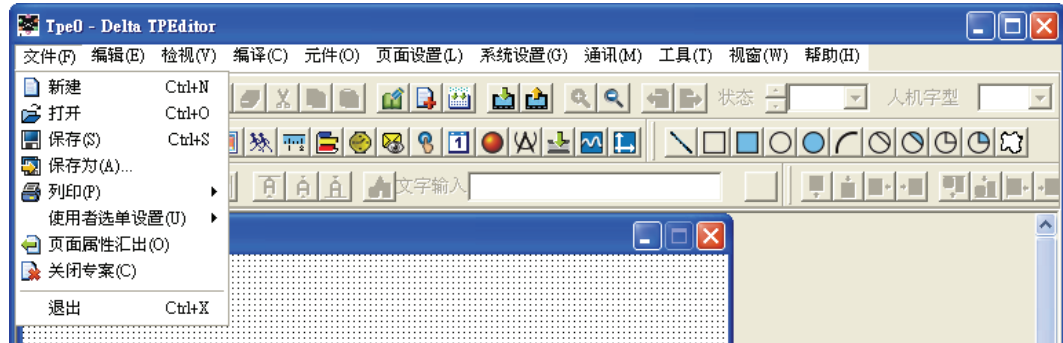 Tpe0 - Delta TPEditor
文件(F) 编辑(E) 检视(V) 编译(C) 元件(O) 页面设置(L) 系统设置(G) 通讯(M) 工具(T) 视窗(W) 帮助(H)
新建 Ctrl+N
状态 人机字型
打开 Ctrl+O
保存(S) Ctrl+S
保存为(A)...
列印(P)
文字输入
使用者选单设置(U)
页面属性汇出(O)
关闭专案(C)
退出 Ctrl+X